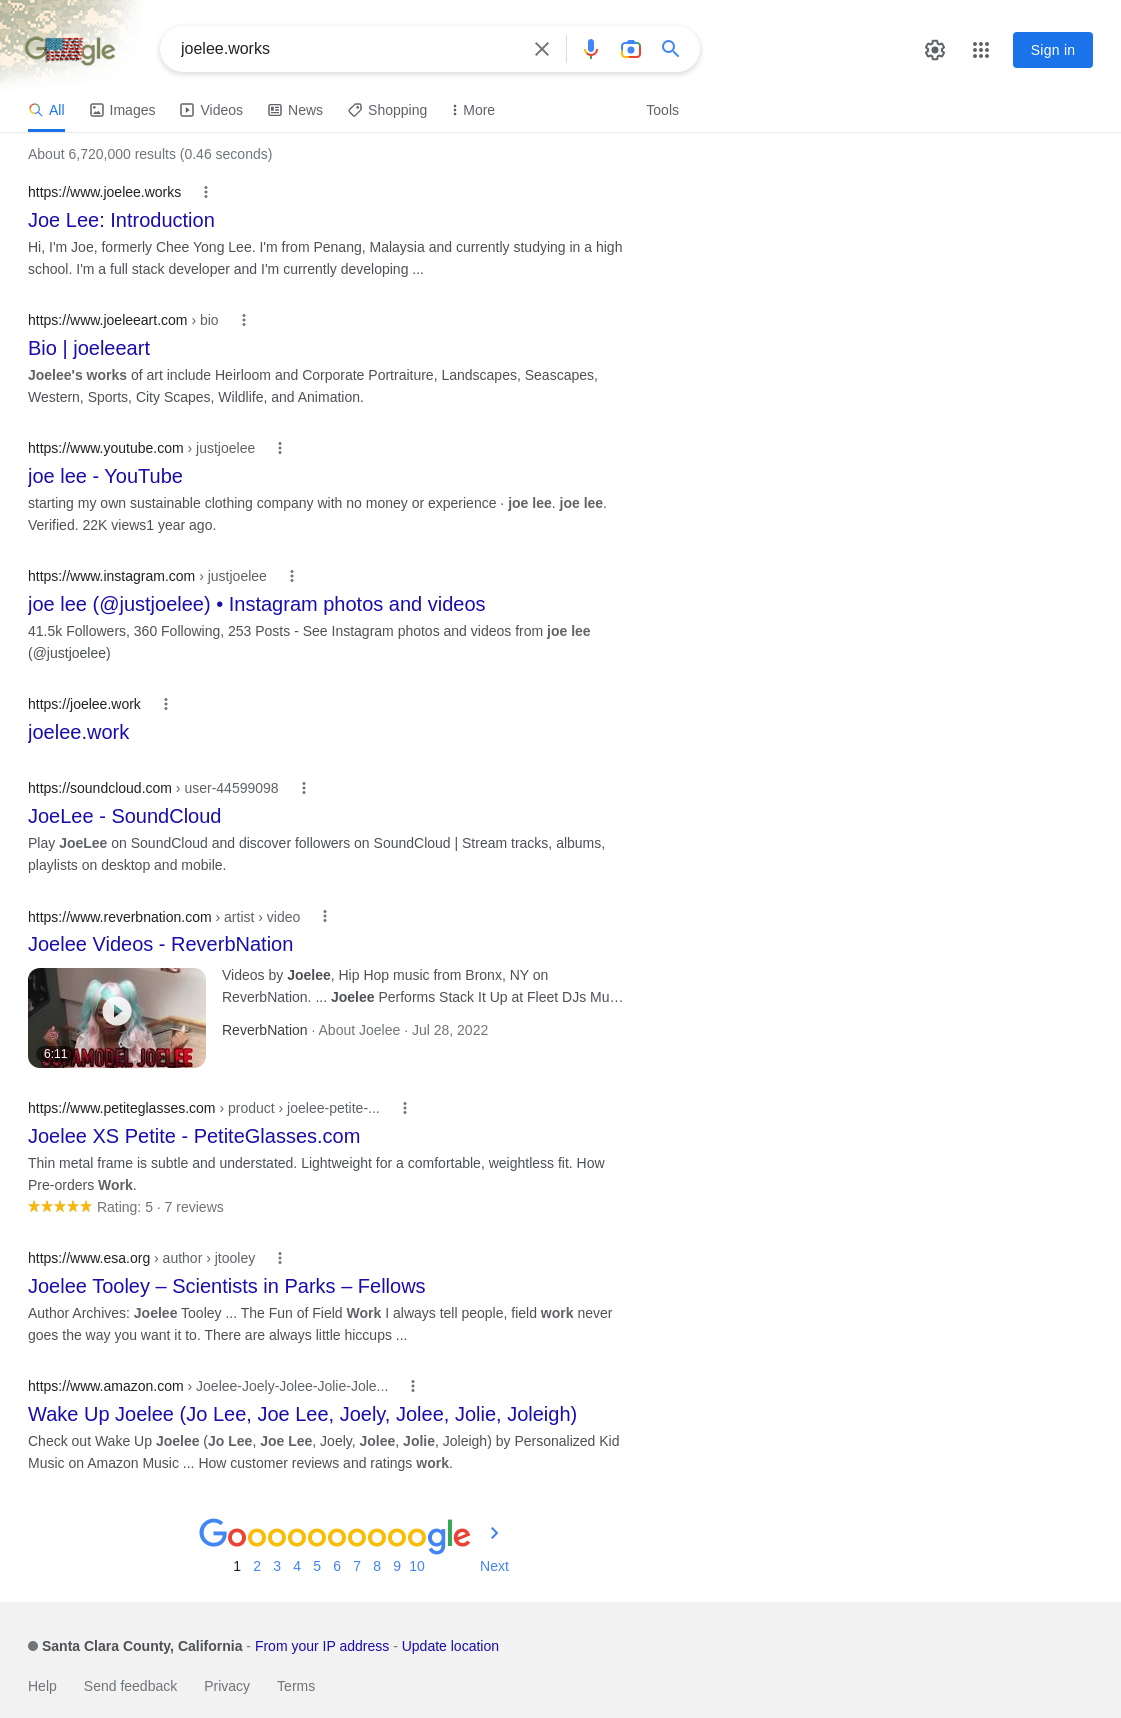 Google
joelee.works
Sign in
All
Images
Videos
News
Shopping
More
Tools
About 6,720,000 results (0.46 seconds)
https://www.joelee.works
Joe Lee: Introduction
Hi, I'm Joe, formerly Chee Yong Lee. I'm from Penang, Malaysia and currently studying in a high
school. I'm a full stack developer and I'm currently developing ...
https://www.joeleeart.com › bio
Bio | joeleeart
Joelee's works of art include Heirloom and Corporate Portraiture, Landscapes, Seascapes,
Western, Sports, City Scapes, Wildlife, and Animation.
https://www.youtube.com › justjoelee
joe lee - YouTube
starting my own sustainable clothing company with no money or experience · joe lee. joe lee.
Verified. 22K views1 year ago.
https://www.instagram.com › justjoelee
joe lee (@justjoelee) • Instagram photos and videos
41.5k Followers, 360 Following, 253 Posts - See Instagram photos and videos from joe lee
(@justjoelee)
https://joelee.work
joelee.work
https://soundcloud.com › user-44599098
JoeLee - SoundCloud
Play JoeLee on SoundCloud and discover followers on SoundCloud | Stream tracks, albums,
playlists on desktop and mobile.
https://www.reverbnation.com › artist › video
Joelee Videos - ReverbNation
Videos by Joelee, Hip Hop music from Bronx, NY on
ReverbNation. ... Joelee Performs Stack It Up at Fleet DJs Mu…
ReverbNation · About Joelee · Jul 28, 2022
6:11
JOELEE
https://www.petiteglasses.com › product › joelee-petite-...
Joelee XS Petite - PetiteGlasses.com
Thin metal frame is subtle and understated. Lightweight for a comfortable, weightless fit. How
Pre-orders Work.
Rating: 5 · 7 reviews
https://www.esa.org › author › jtooley
Joelee Tooley – Scientists in Parks – Fellows
Author Archives: Joelee Tooley ... The Fun of Field Work I always tell people, field work never
goes the way you want it to. There are always little hiccups ...
https://www.amazon.com › Joelee-Joely-Jolee-Jolie-Jole...
Wake Up Joelee (Jo Lee, Joe Lee, Joely, Jolee, Jolie, Joleigh)
Check out Wake Up Joelee (Jo Lee, Joe Lee, Joely, Jolee, Jolie, Joleigh) by Personalized Kid
Music on Amazon Music ... How customer reviews and ratings work.
Goooooooooogle
1 2 3 4 5 6 7 8 9 10 Next
Santa Clara County, California - From your IP address - Update location
Help Send feedback Privacy Terms